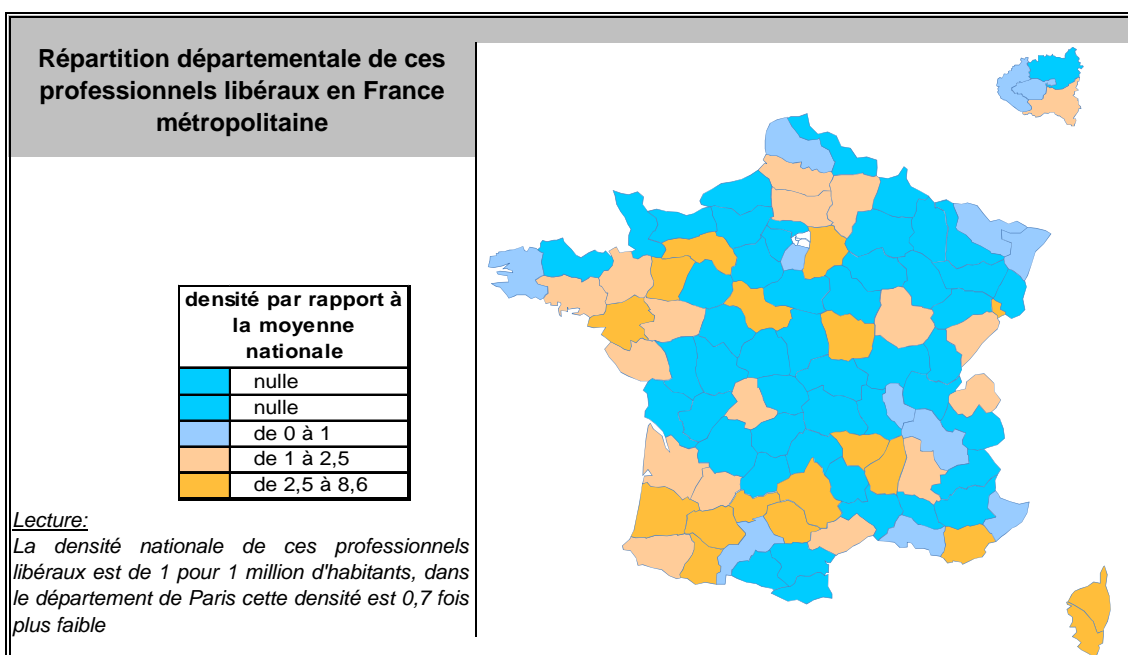 Répartition départementale de ces
professionnels libéraux en France
métropolitaine
densité par rapport à
la moyenne
nationale
nulle
nulle
de 0 à 1
de 1 à 2,5
de 2,5 à 8,6
Lecture:
La densité nationale de ces professionnels
libéraux est de 1 pour 1 million d'habitants, dans
le département de Paris cette densité est 0,7 fois
plus faible